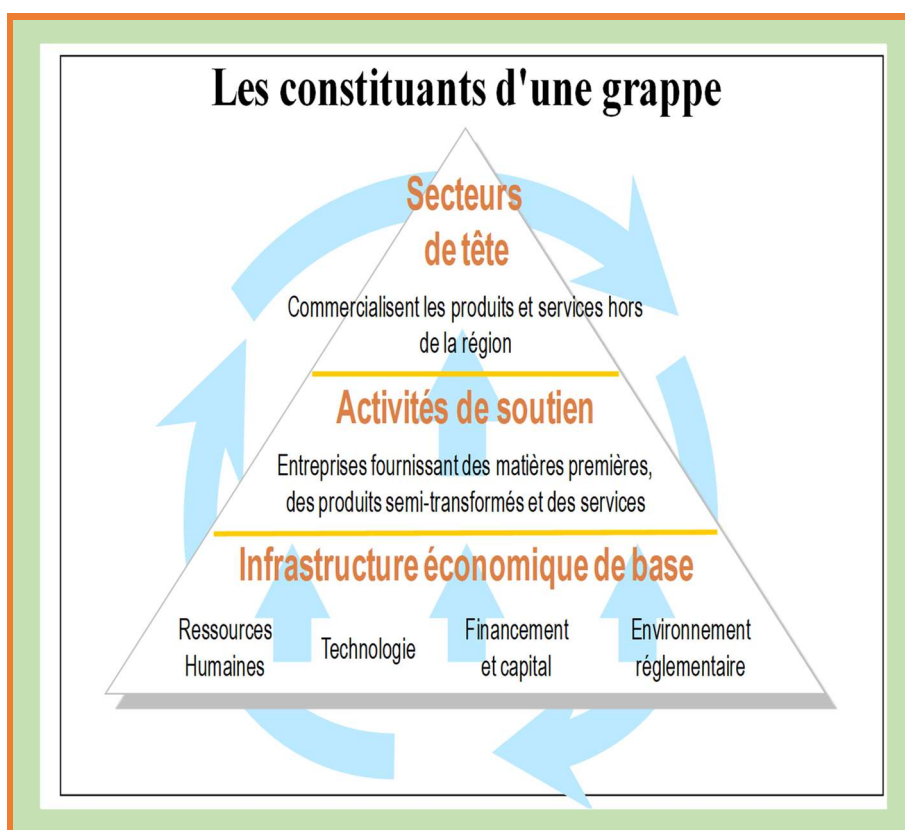 Les constituants d'une grappe
Secteurs
de tête
Commercialisent les produits et services hors
de la région
Activités de soutien
Entreprises fournissant des matières premières,
des produits semi-transformés et des services
Infrastructure économique de base
Ressources
Humaines
Technologie
Financement
et capital
Environnement
réglementaire